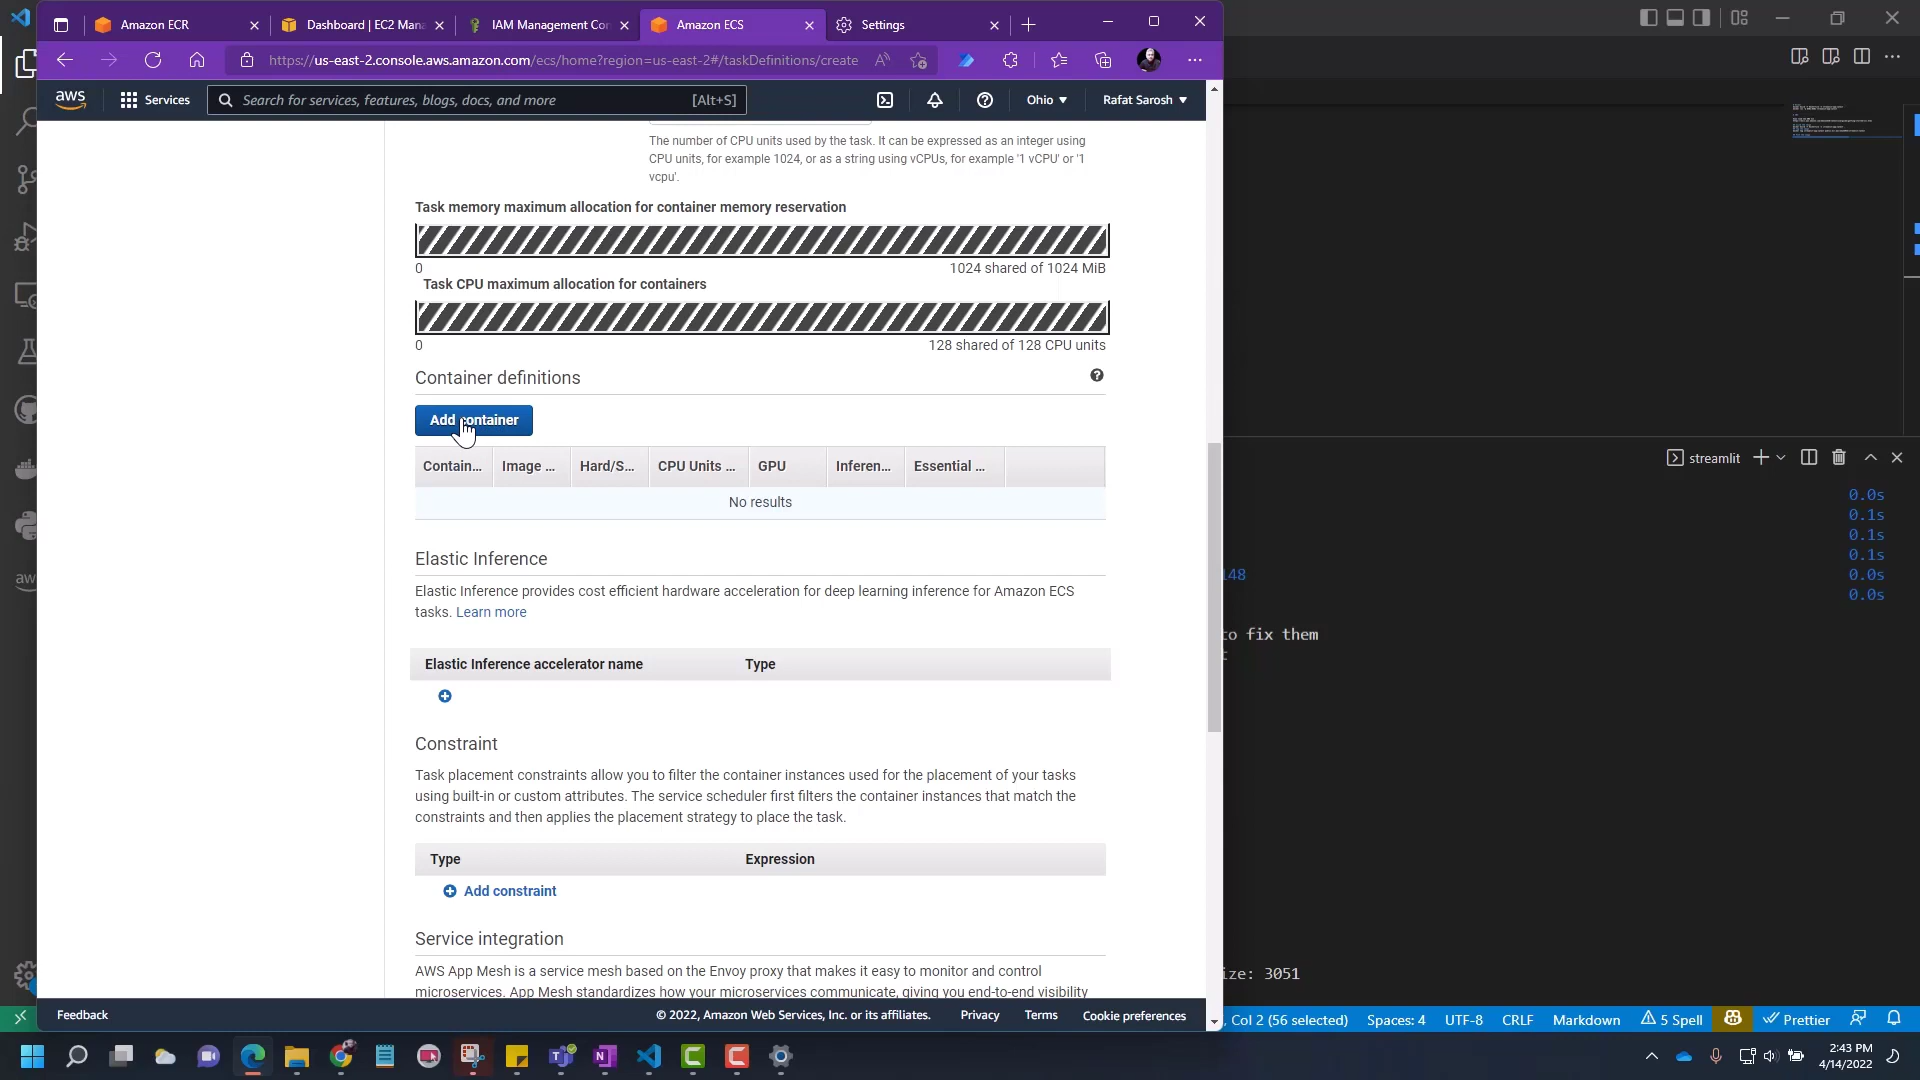 Amazon ECR
Dashboard | EC2 Mana
IAM Management Con
Amazon ECS
Settings
https://us-east-2.console.aws.amazon.com/ecs/home?region=us-east-2#/taskDefinitions/create
aws
Services
Search for services, features, blogs, docs, and more
[Alt+S]
Ohio
Rafat Sarosh
The number of CPU units used by the task. It can be expressed as an integer using
CPU units, for example 1024, or as a string using vCPUs, for example '1 vCPU' or '1
vcpu'.
Task memory maximum allocation for container memory reservation
0
1024 shared of 1024 MiB
Task CPU maximum allocation for containers
0
128 shared of 128 CPU units
Container definitions
Add container
Contain...
Image ...
Hard/S...
CPU Units ...
GPU
Inferen...
Essential ...
No results
Elastic Inference
Elastic Inference provides cost efficient hardware acceleration for deep learning inference for Amazon ECS
tasks. Learn more
Elastic Inference accelerator name
Type
Constraint
Task placement constraints allow you to filter the container instances used for the placement of your tasks
using built-in or custom attributes. The service scheduler first filters the container instances that match the
constraints and then applies the placement strategy to place the task.
Type
Expression
Add constraint
Service integration
AWS App Mesh is a service mesh based on the Envoy proxy that makes it easy to monitor and control
microservices. App Mesh standardizes how your microservices communicate, giving you end-to-end visibility
Feedback
© 2022, Amazon Web Services, Inc. or its affiliates.
Privacy
Terms
Cookie preferences
streamlit
0.0s
0.1s
0.1s
0.1s
148
0.0s
0.0s
to fix them
ize: 3051
, Col 2 (56 selected)
Spaces: 4
UTF-8
CRLF
Markdown
5 Spell
Prettier
2:43 PM
4/14/2022